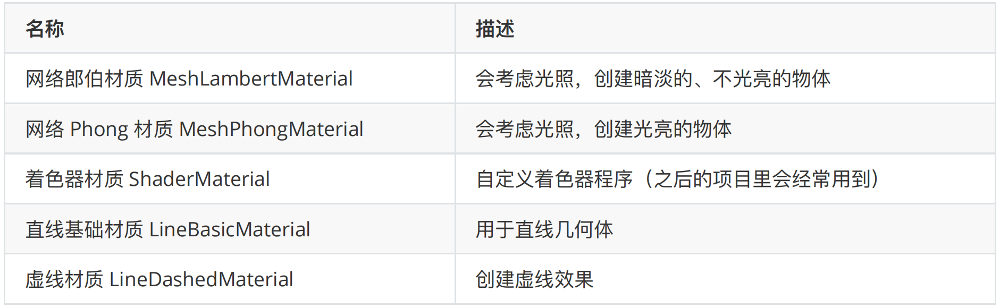 名称 描述
网络郎伯材质 MeshLambertMaterial 会考虑光照，创建暗淡的、不光亮的物体
网络 Phong 材质 MeshPhongMaterial 会考虑光照，创建光亮的物体
着色器材质 ShaderMaterial 自定义着色器程序（之后的项目里会经常用到）
直线基础材质 LineBasicMaterial 用于直线几何体
虚线材质 LineDashedMaterial 创建虚线效果